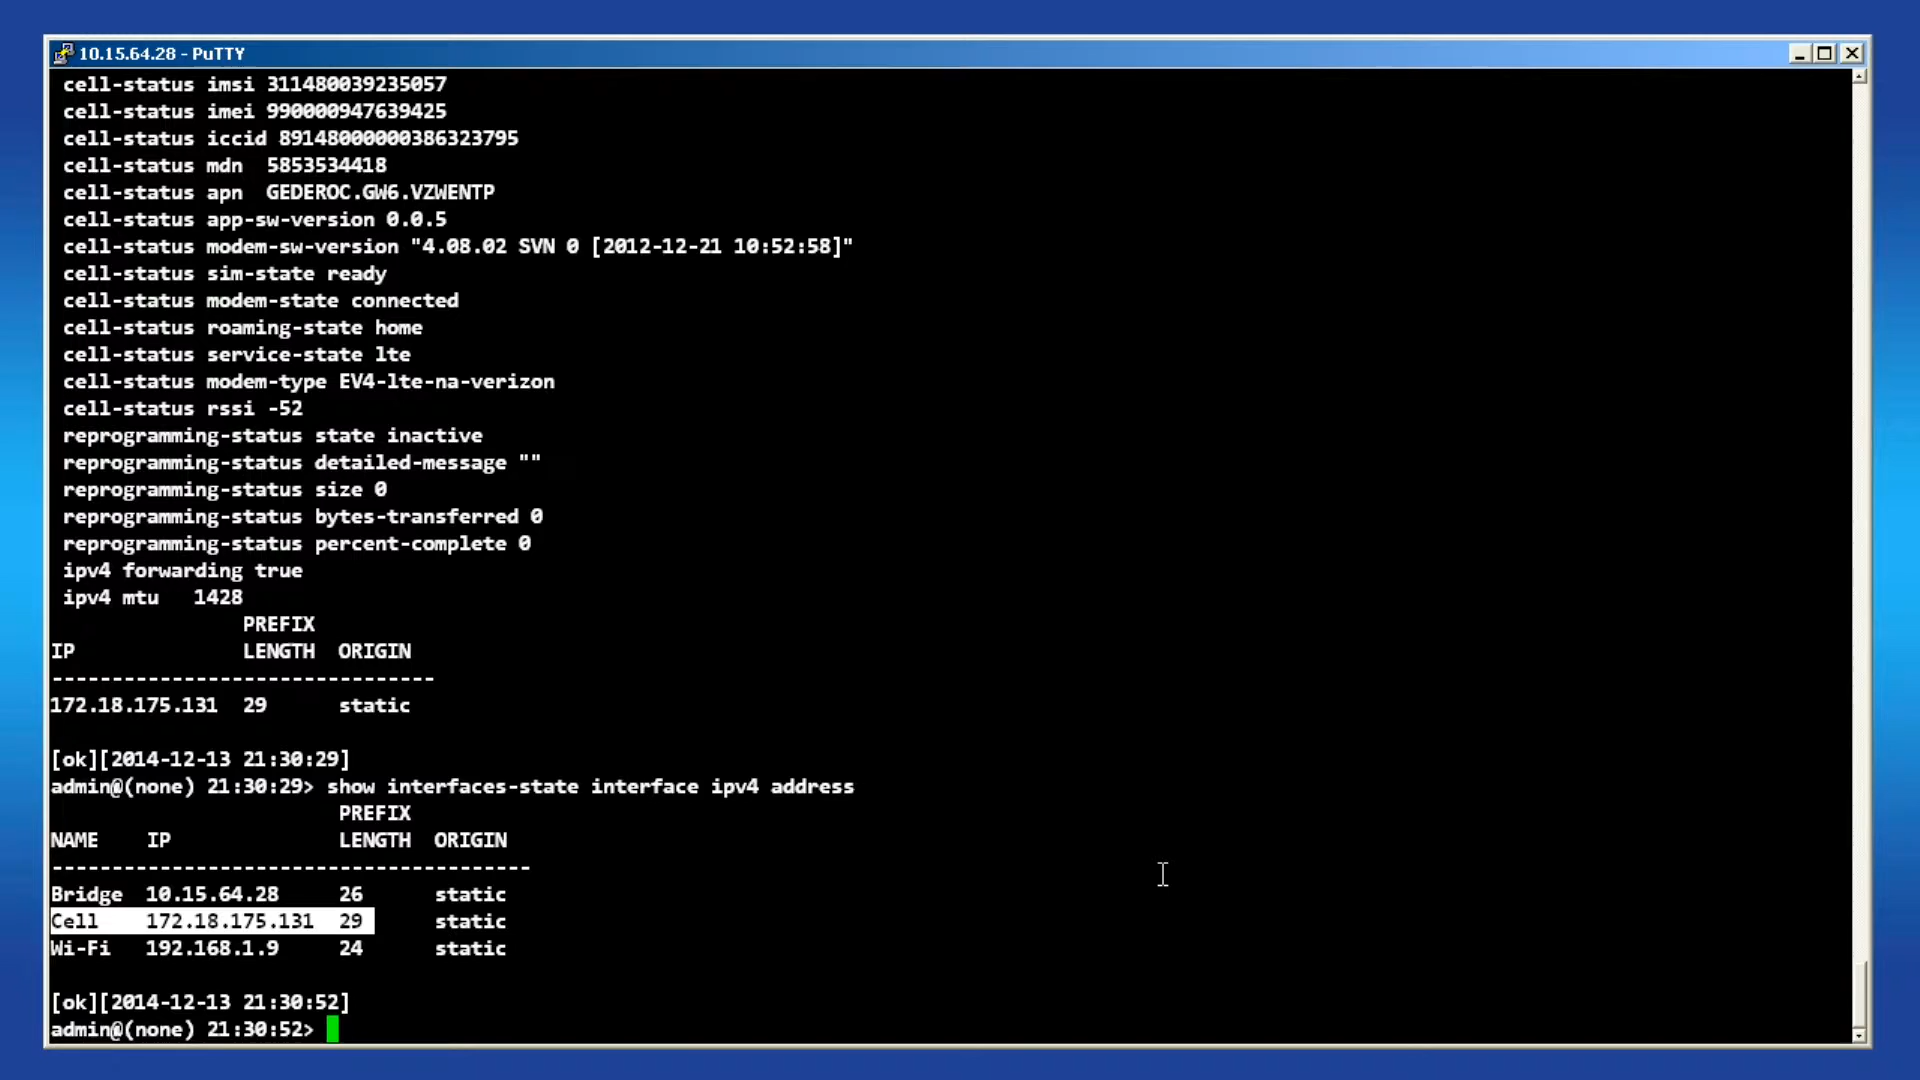 10.15.64.28 - PuTTY
cell-status imsi 311480039235057
cell-status imei 990000947639425
cell-status iccid 89148000000386323795
cell-status mdn  5853534418
cell-status apn  GEDEROC.GW6.VZWENTP
cell-status app-sw-version 0.0.5
cell-status modem-sw-version "4.08.02 SVN 0 [2012-12-21 10:52:58]"
cell-status sim-state ready
cell-status modem-state connected
cell-status roaming-state home
cell-status service-state lte
cell-status modem-type EV4-lte-na-verizon
cell-status rssi -52
reprogramming-status state inactive
reprogramming-status detailed-message ""
reprogramming-status size 0
reprogramming-status bytes-transferred 0
reprogramming-status percent-complete 0
ipv4 forwarding true
ipv4 mtu   1428
PREFIX
IP              LENGTH  ORIGIN
--------------------------------
172.18.175.131  29      static
[ok][2014-12-13 21:30:29]
admin@(none) 21:30:29> show interfaces-state interface ipv4 address
PREFIX
NAME    IP              LENGTH  ORIGIN
----------------------------------------
Bridge  10.15.64.28     26      static
Cell    172.18.175.131  29      static
Wi-Fi   192.168.1.9     24      static
[ok][2014-12-13 21:30:52]
admin@(none) 21:30:52>